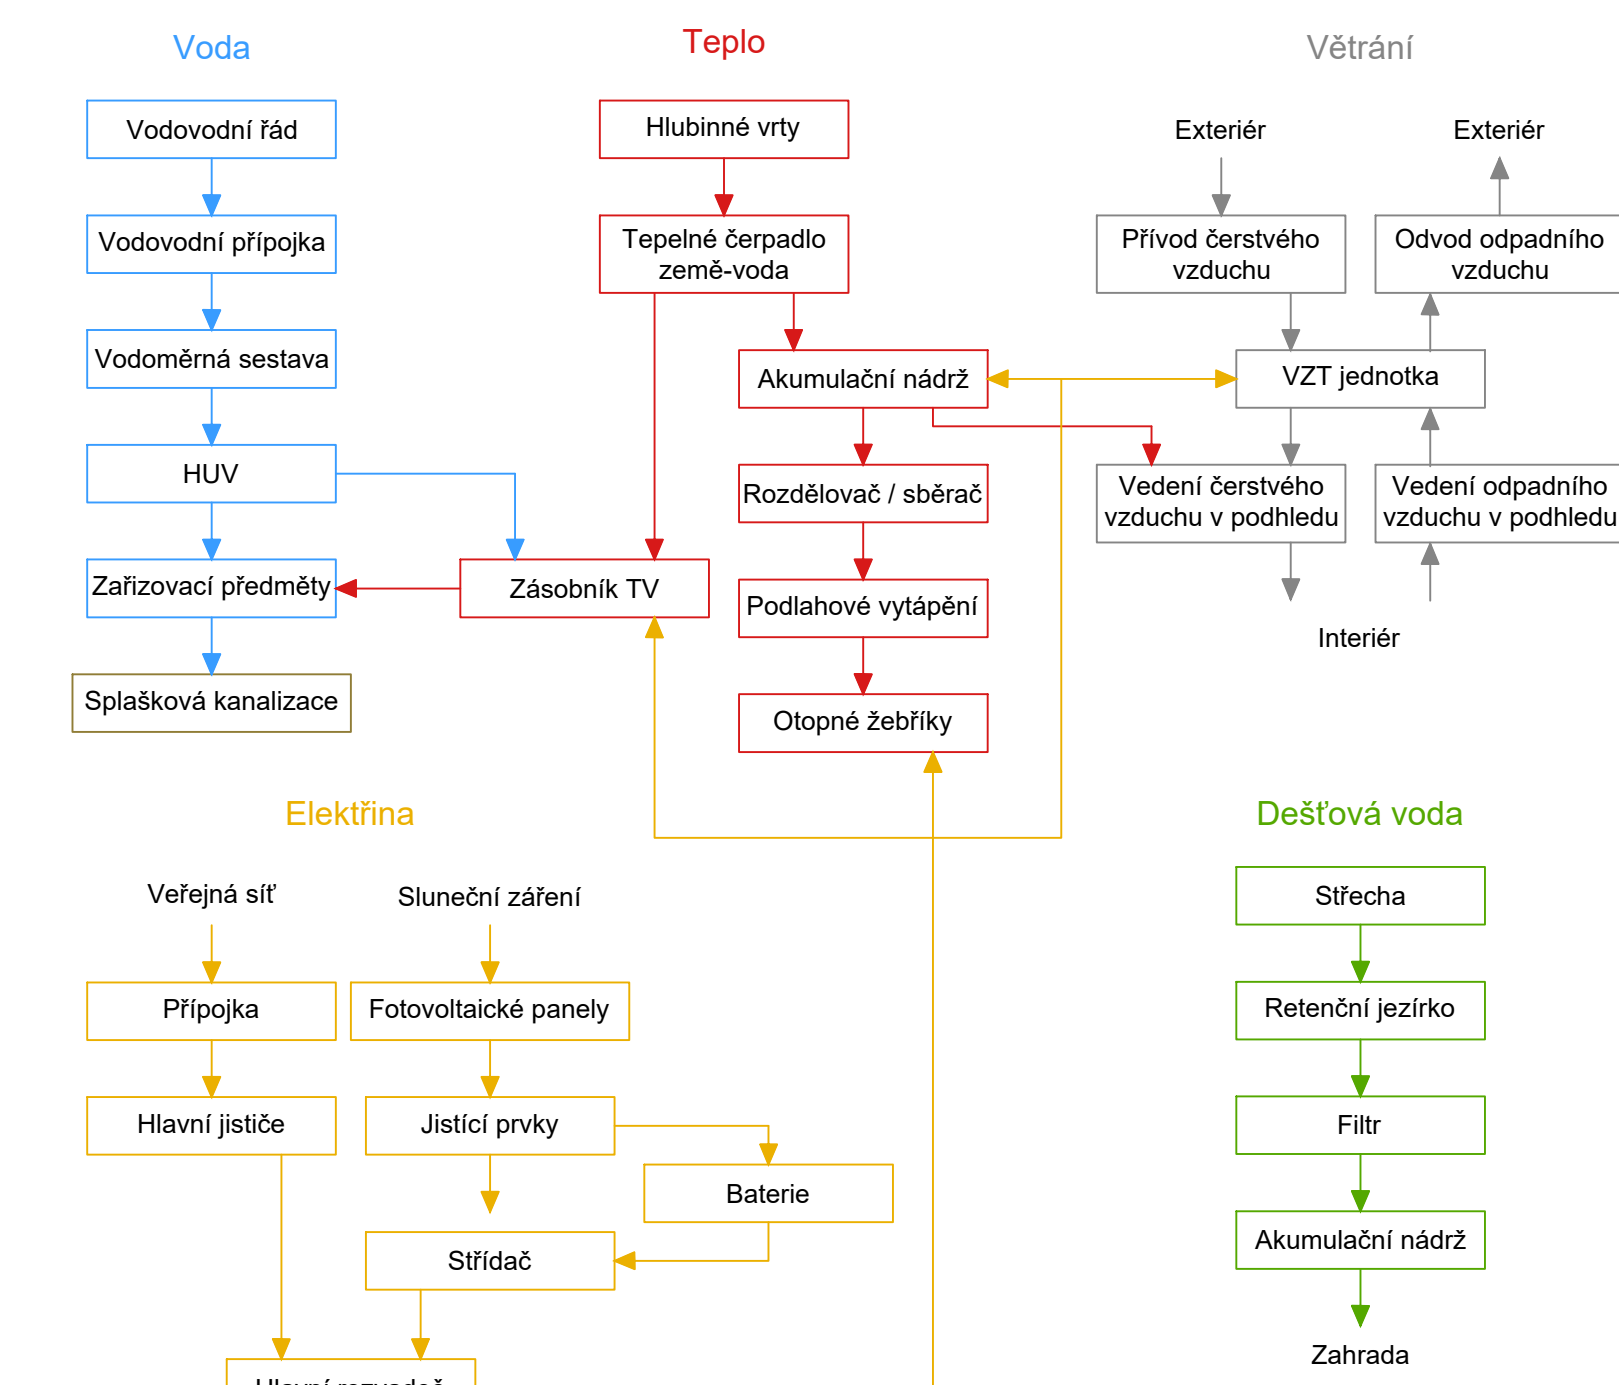 Voda
Vodovodní řád
Vodovodní přípojka
Vodoměrná sestava
HUV
Zařizovací předměty
Splašková kanalizace
Teplo
Hlubinné vrty
Tepelné čerpadlo
země-voda
Akumulační nádrž
Rozdělovač / sběrač
Zásobník TV
Podlahové vytápění
Otopné žebříky
Větrání
Exteriér
Exteriér
Přívod čerstvého
vzduchu
Odvod odpadního
vzduchu
VZT jednotka
Vedení čerstvého
vzduchu v podhledu
Vedení odpadního
vzduchu v podhledu
Interiér
Elektřina
Veřejná síť
Sluneční záření
Přípojka
Fotovoltaické panely
Hlavní jističe
Jistící prvky
Baterie
Střídač
Hlavní rozvaděč
Dešťová voda
Střecha
Retenční jezírko
Filtr
Akumulační nádrž
Zahrada